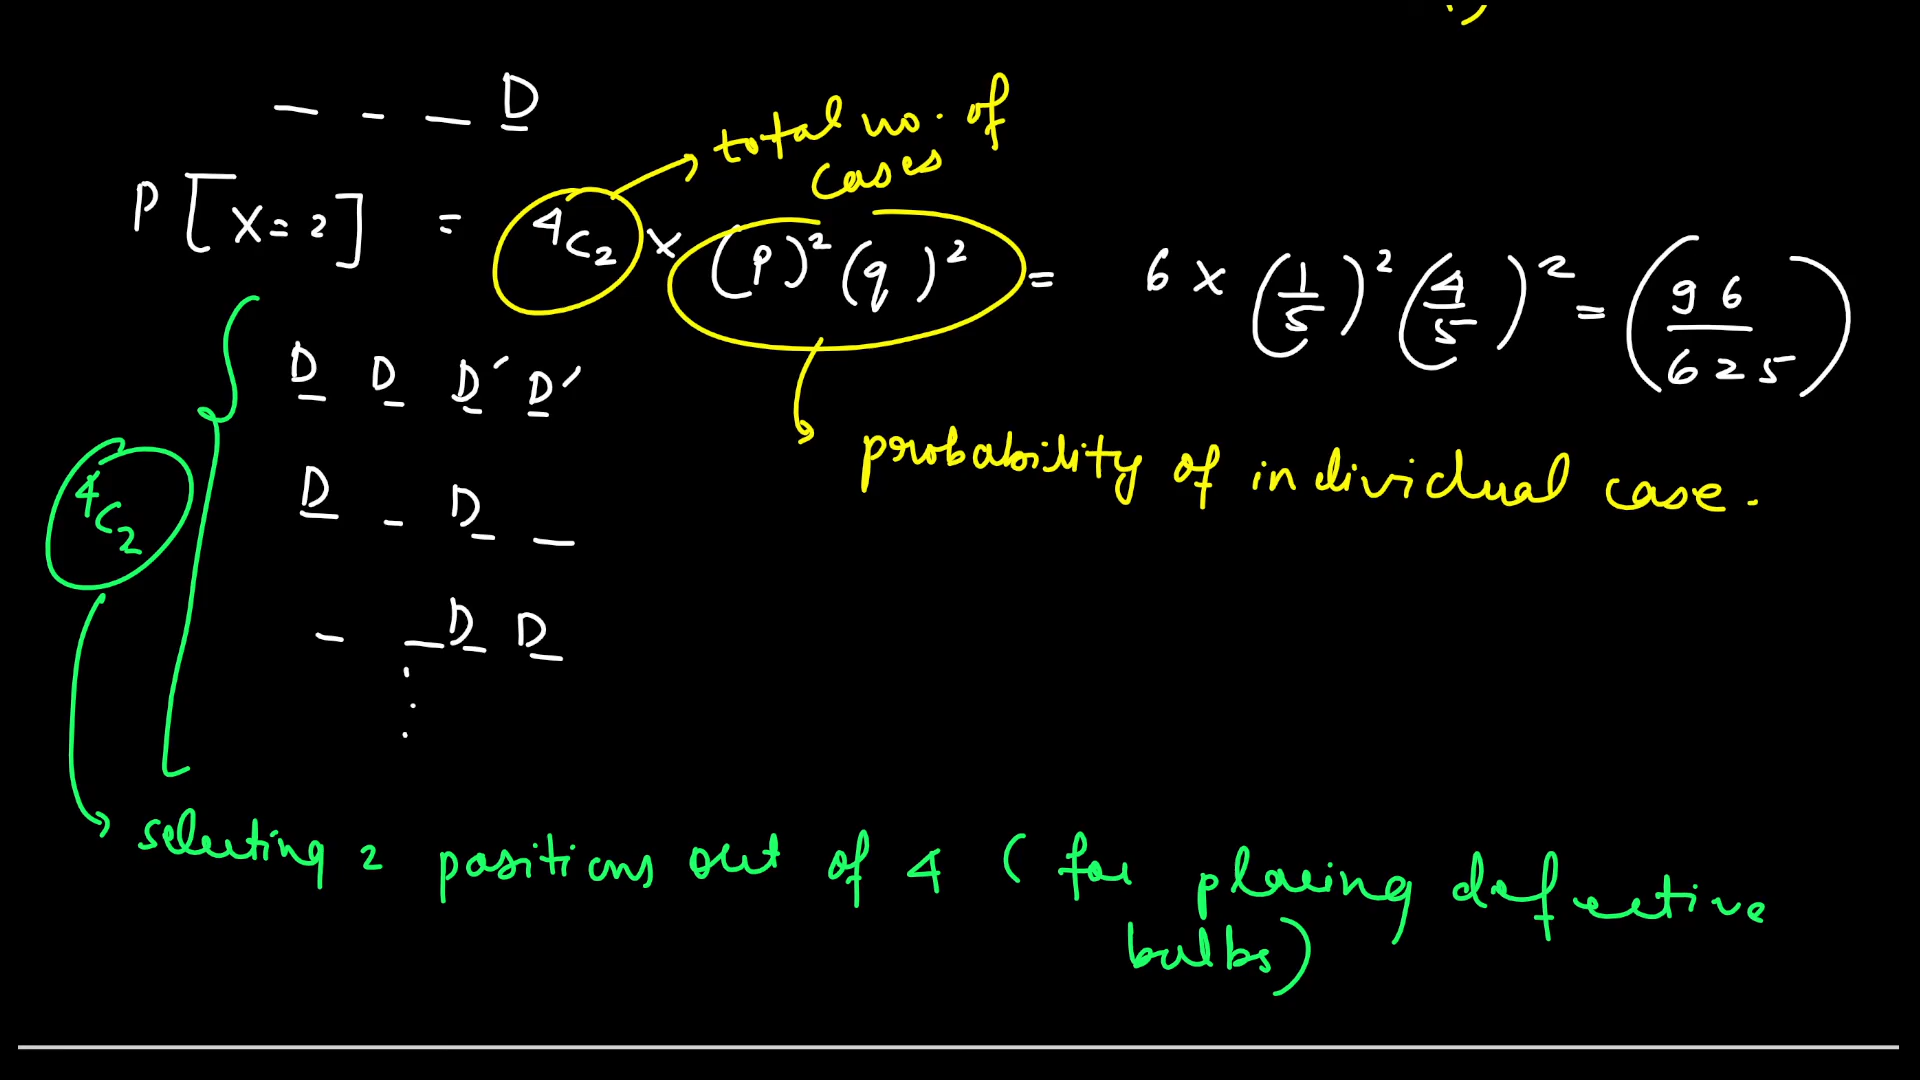 _ _ _ D
total no. of
cases
P[X=2] = ⁴C₂ × (p)²(q)² = 6 × (1/5)²(4/5)² = (96/625)
D D D' D'
probability of individual case.
⁴C₂
D _ D _
_ _ D D
selecting 2 positions out of 4 (for placing defective
bulbs)